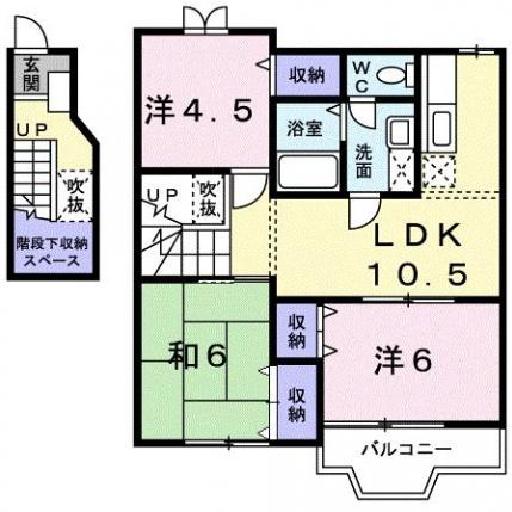 玄関
UP
吹抜
階段下収納
スペース
洋4.5
収納
WC
浴室
洗面
UP
吹抜
LDK
10.5
和6
収納
収納
洋6
バルコニー